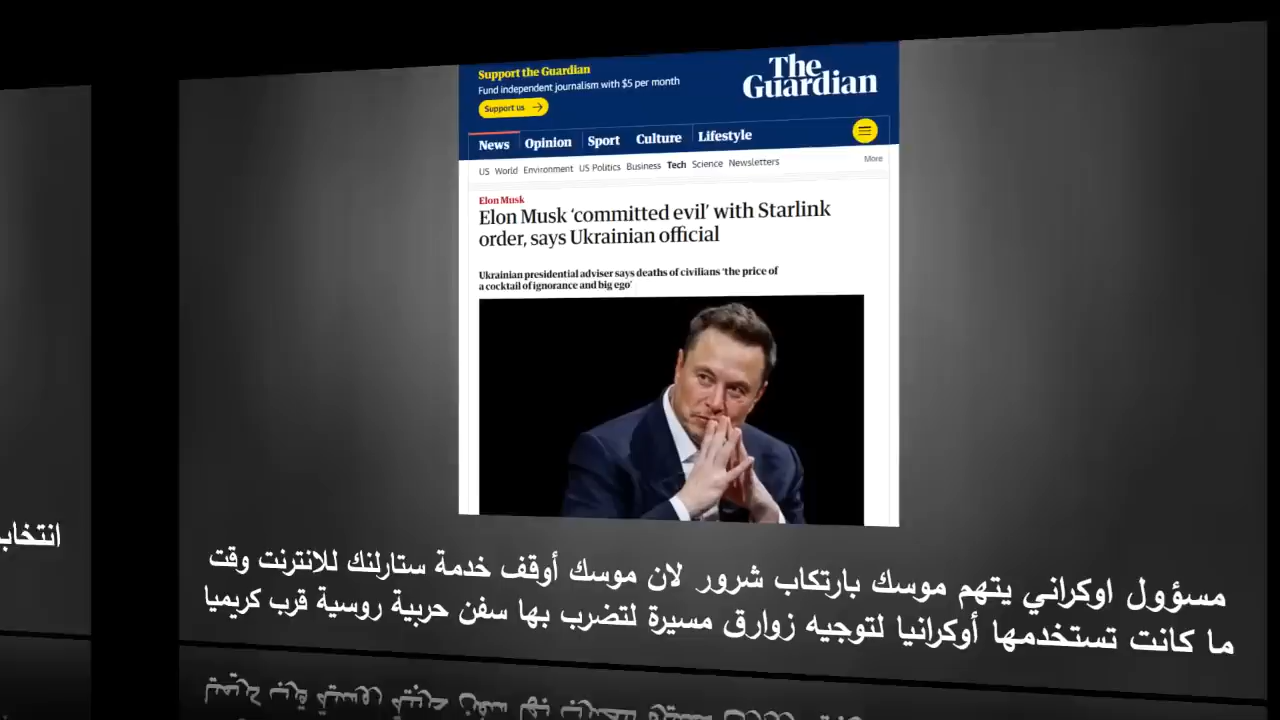 Support the Guardian
Fund independent journalism with $5 per month
Support us
The
Guardian
News Opinion Sport Culture Lifestyle
US World Environment US Politics Business Tech Science Newsletters More
Elon Musk
Elon Musk ‘committed evil’ with Starlink
order, says Ukrainian official
Ukrainian presidential adviser says deaths of civilians ‘the price of
a cocktail of ignorance and big ego’
مسؤول اوكراني يتهم موسك بارتكاب شرور لان موسك أوقف خدمة ستارلنك للانترنت وقت
ما كانت تستخدمها أوكرانيا لتوجيه زوارق مسيرة لتضرب بها سفن حربية روسية قرب كريميا